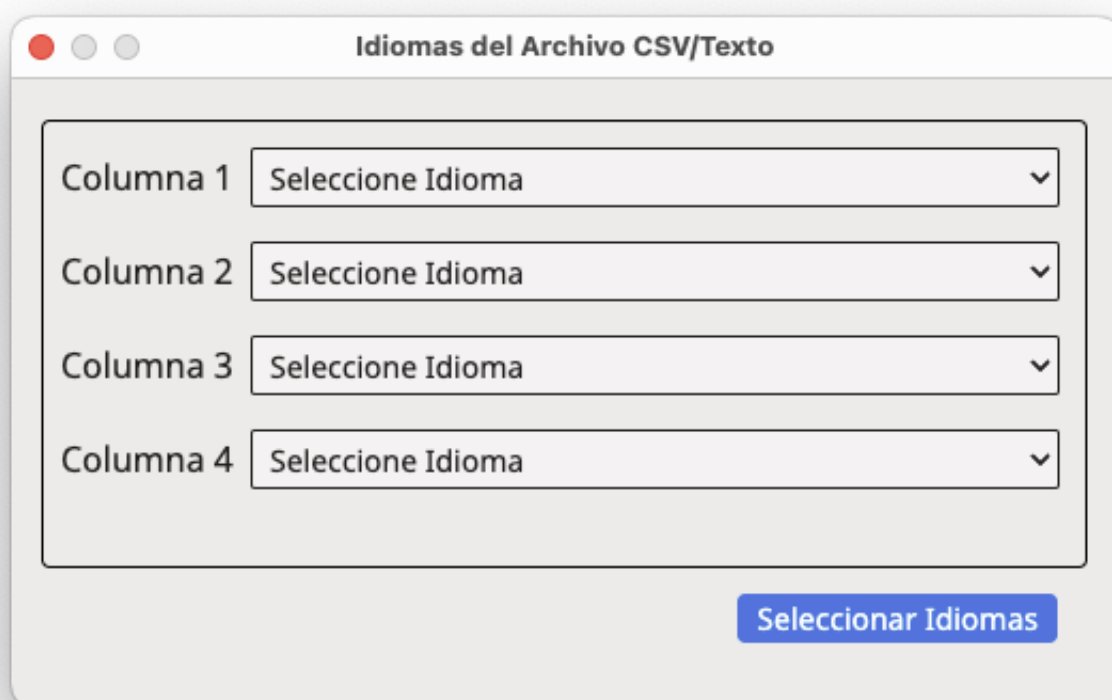 Idiomas del Archivo CSV/Texto
Columna 1 Seleccione Idioma
Columna 2 Seleccione Idioma
Columna 3 Seleccione Idioma
Columna 4 Seleccione Idioma
Seleccionar Idiomas